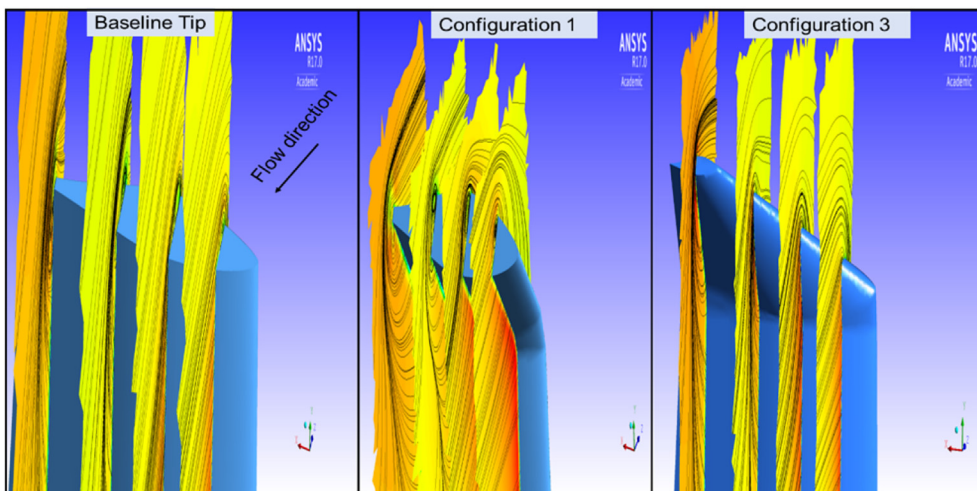 Baseline Tip
Configuration 1
Configuration 3
ANSYS
R17.0
Academic
ANSYS
R17.0
Academic
ANSYS
R17.0
Academic
Flow direction